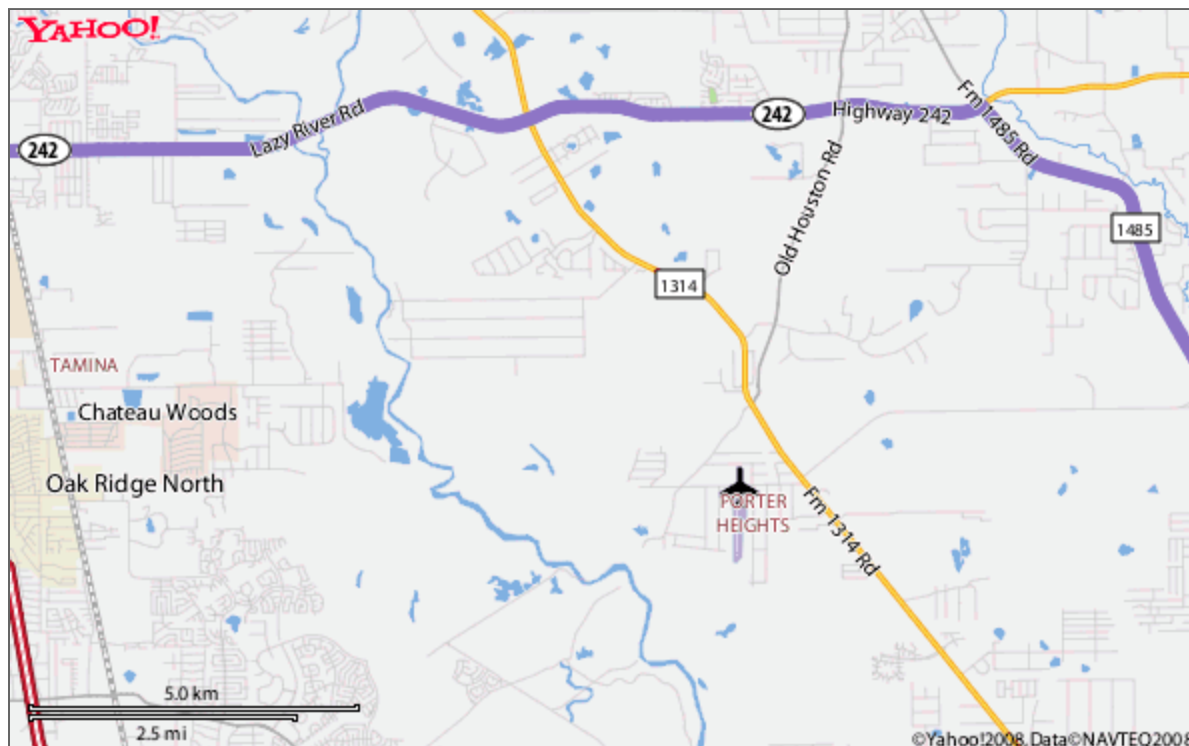 YAHOO!
242
Lazy River Rd
242
Highway 242
Fm 1485 Rd
1485
Old Houston Rd
1314
TAMINA
Chateau Woods
Oak Ridge North
PORTER
HEIGHTS
Fm 1314 Rd
5.0 km
2.5 mi
©Yahoo!2008, Data©NAVTEQ2008